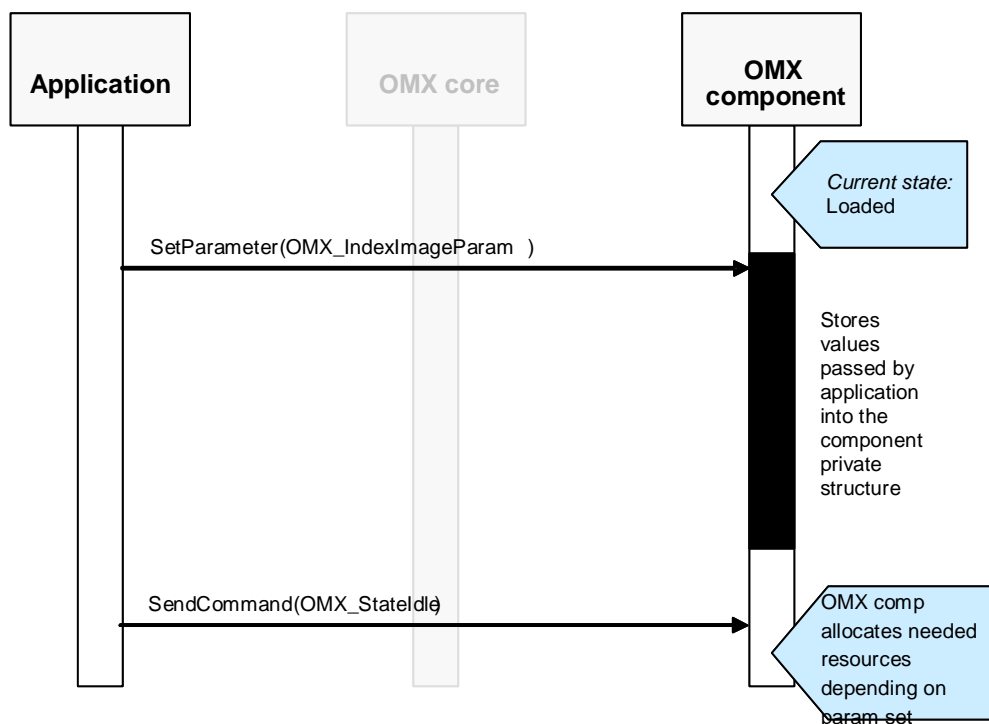 Application
OMX core
OMX
component
Current state:
Loaded
SetParameter(OMX_IndexImageParam )
Stores
values
passed by
application
into the
component
private
structure
SendCommand(OMX_StateIdle)
OMX comp
allocates needed
resources
depending on
param set